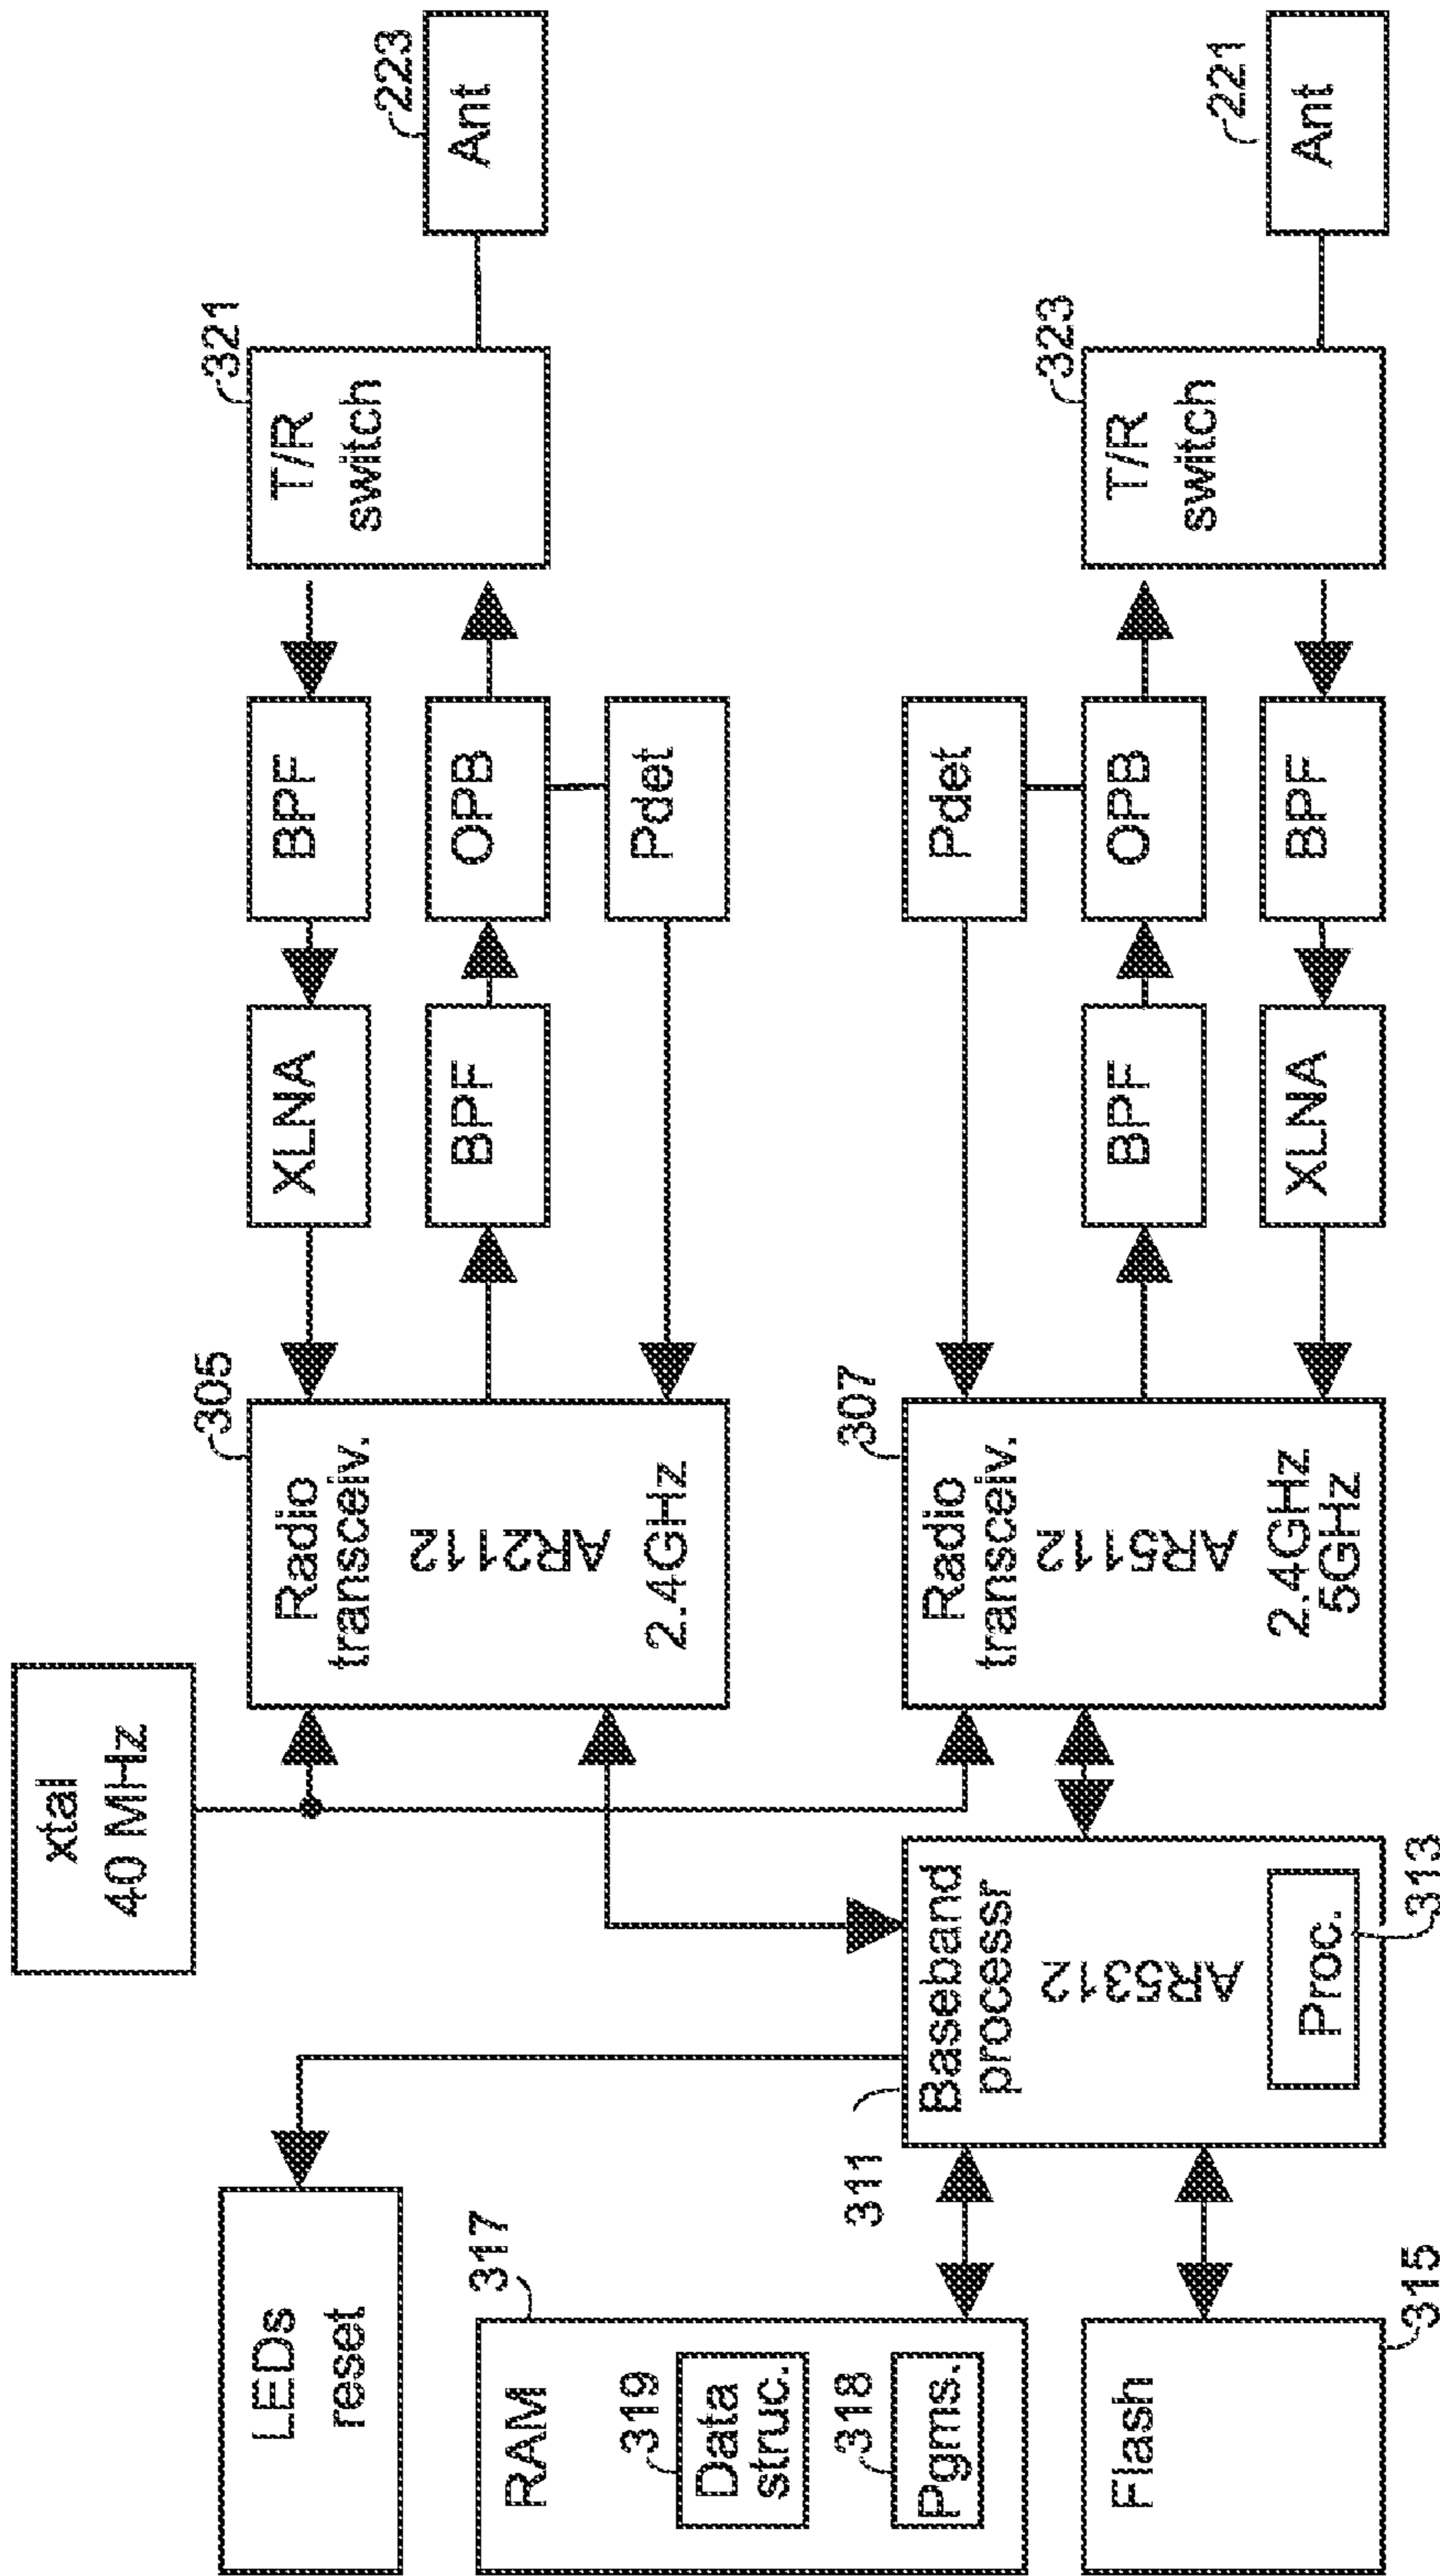 xtal
40 MHz
LEDs
reset
RAM
317
319
Data
struc.
318
Pgms.
Flash
315
311
Baseband
processr
AR5312
Proc.
313
305
Radio
transceiv.
AR2112
2.4GHz
XLNA
BPF
BPF
OPB
Pdet
321
T/R
switch
223
Ant
307
Radio
transceiv.
AR5112
2.4GHz
5GHz
Pdet
BPF
OPB
XLNA
BPF
323
T/R
switch
221
Ant